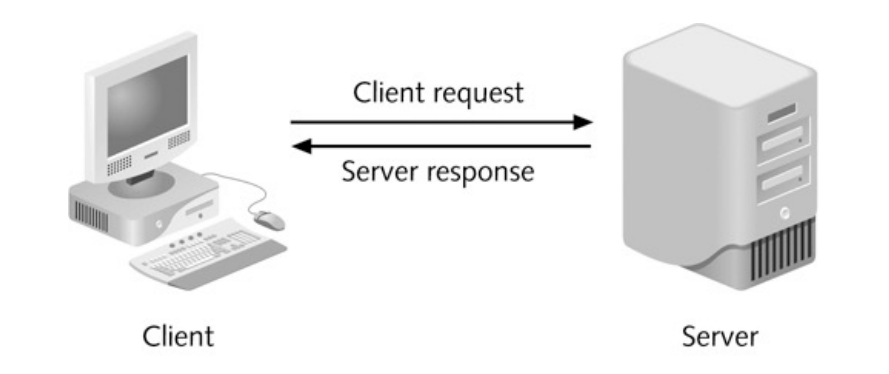 Client request
Server response
Client
Server